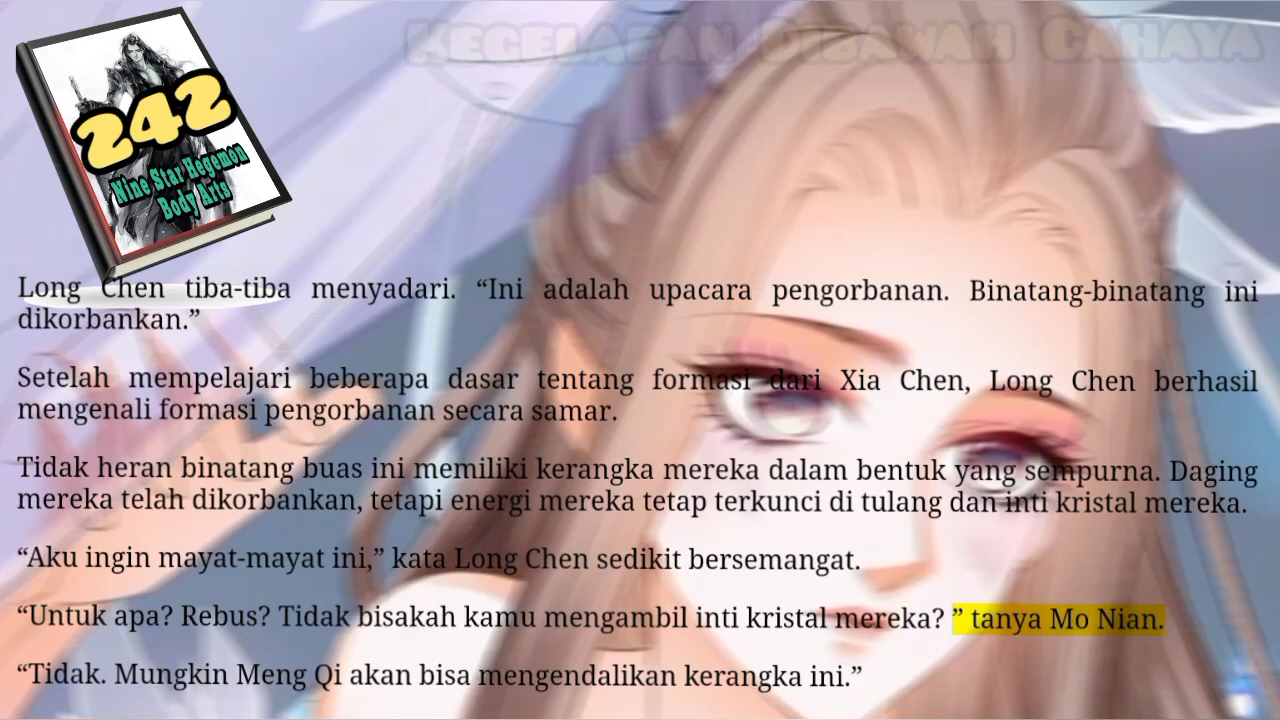 KECELAPAN DIBAWAH CAHAYA
242
Nine Star Hegemon
Body Arts
Long Chen tiba-tiba menyadari. “Ini adalah upacara pengorbanan. Binatang-binatang ini
dikorbankan.”
Setelah mempelajari beberapa dasar tentang formasi dari Xia Chen, Long Chen berhasil
mengenali formasi pengorbanan secara samar.
Tidak heran binatang buas ini memiliki kerangka mereka dalam bentuk yang sempurna. Daging
mereka telah dikorbankan, tetapi energi mereka tetap terkunci di tulang dan inti kristal mereka.
“Aku ingin mayat-mayat ini,” kata Long Chen sedikit bersemangat.
“Untuk apa? Rebus? Tidak bisakah kamu mengambil inti kristal mereka? ” tanya Mo Nian.
“Tidak. Mungkin Meng Qi akan bisa mengendalikan kerangka ini.”